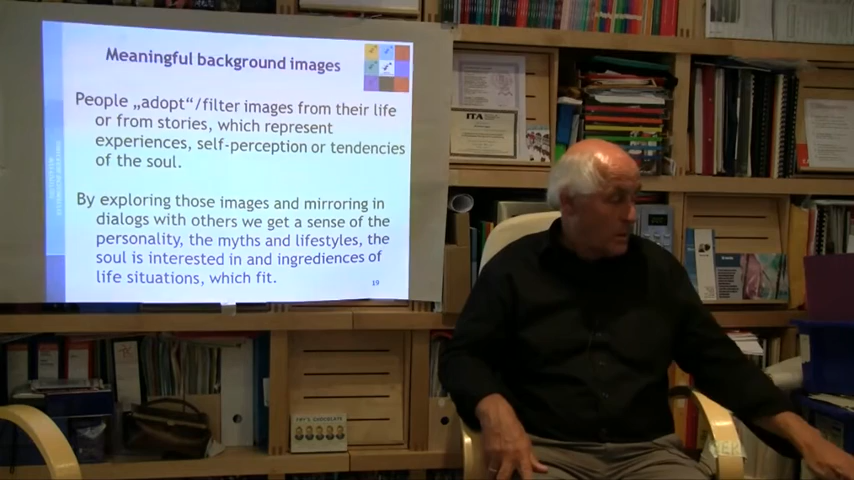 Meaningful background images
People „adopt“/filter images from their life
or from stories, which represent
experiences, self-perception or tendencies
of the soul.
By exploring those images and mirroring in
dialogs with others we get a sense of the
personality, the myths and lifestyles, the
soul is interested in and ingrediences of
life situations, which fit.
19
ITA